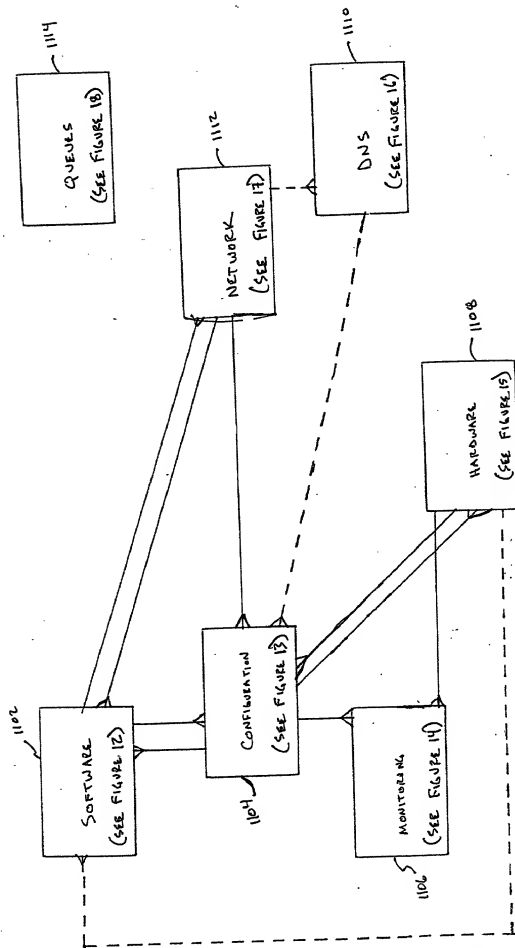 1102
SOFTWARE
(SEE FIGURE 12)
1104
CONFIGURATION
(SEE FIGURE 13)
1106
MONITORING
(SEE FIGURE 14)
1108
HARDWARE
(SEE FIGURE 15)
1110
DNS
(SEE FIGURE 16)
1112
NETWORK
(SEE FIGURE 17)
1114
QUEUES
(SEE FIGURE 18)